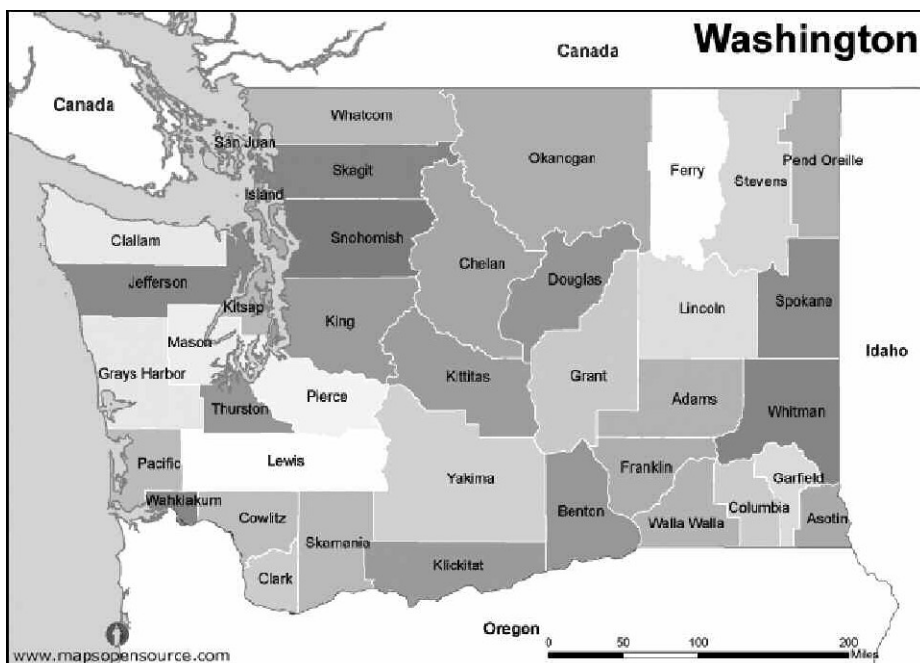 Washington
Canada
Canada
Whatcom
San Juan
Okanogan
Pend Oreille
Skagit
Ferry
Stevens
Island
Clallam
Snohomish
Chelan
Douglas
Jefferson
Kitsap
Lincoln
Spokane
King
Mason
Idaho
Grays Harbor
Kittitas
Grant
Pierce
Adams
Thurston
Whitman
Lewis
Pacific
Franklin
Yakima
Garfield
Wahkiakum
Columbia
Benton
Cowlitz
Walla Walla
Asotin
Skamania
Klickitat
Clark
Oregon
0 50 100 200
Miles
www.mapsopensource.com